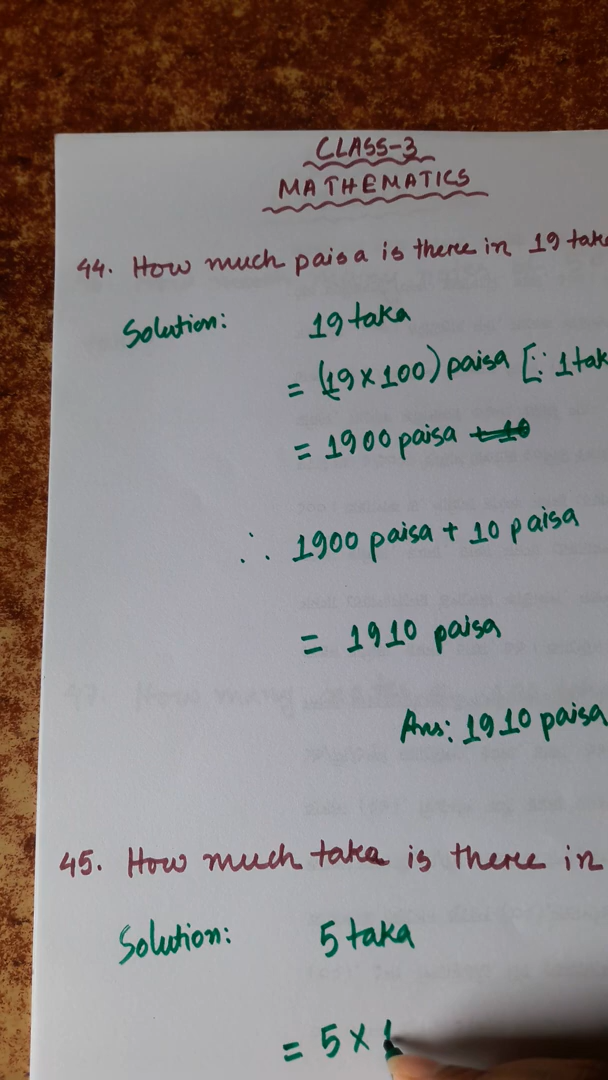 CLASS-3
MATHEMATICS
44. How much paisa is there in 19 taka
Solution: 19 taka
= (19 × 100) paisa [∵ 1 tak
= 1900 paisa
∴ 1900 paisa + 10 paisa
= 1910 paisa
Ans: 1910 paisa
45. How much taka is there in
Solution: 5 taka
= 5 × 1